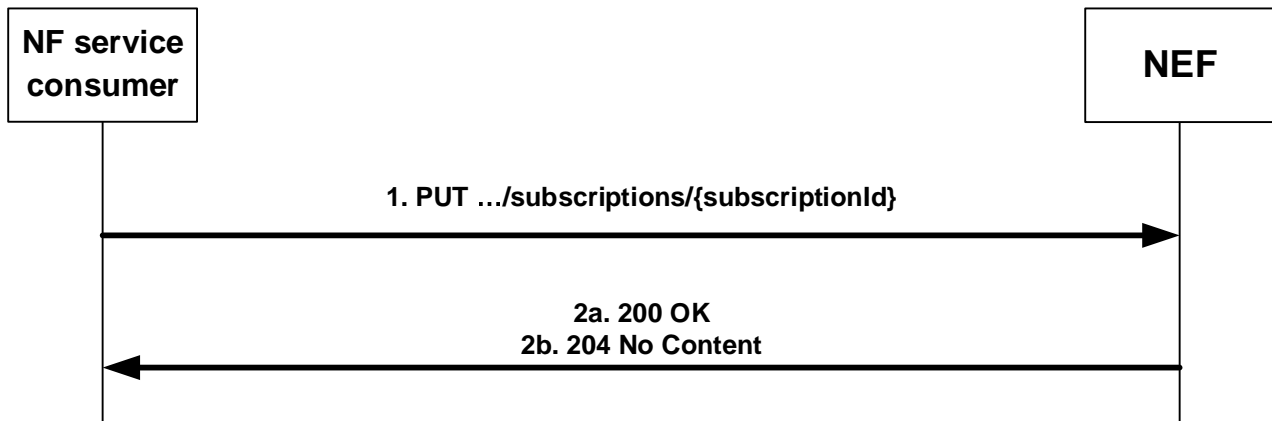 NF service
consumer
NEF
1. PUT …/subscriptions/{subscriptionId}
2a. 200 OK
2b. 204 No Content